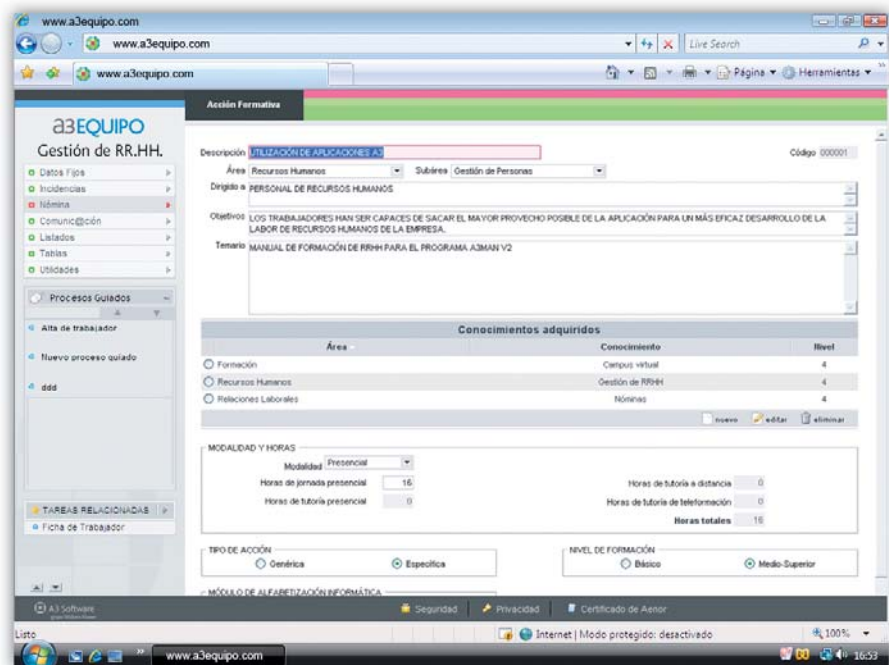 www.a3equipo.com
www.a3equipo.com
Live Search
www.a3equipo.com
Página
Herramientas
Acción Formativa
a3EQUIPO
Gestión de RR.HH.
Datos Fijos
Incidencias
Nómina
Comunic@ción
Listados
Tablas
Utilidades
Procesos Guiados
Alta de trabajador
Nuevo proceso guiado
ddd
TAREAS RELACIONADAS
Ficha de Trabajador
Descripción UTILIZACIÓN DE APLICACIONES A3 Código 000001
Área Recursos Humanos Subárea Gestión de Personas
Dirigido a PERSONAL DE RECURSOS HUMANOS
Objetivos LOS TRABAJADORES HAN SER CAPACES DE SACAR EL MAYOR PROVECHO POSIBLE DE LA APLICACIÓN PARA UN MÁS EFICAZ DESARROLLO DE LA
LABOR DE RECURSOS HUMANOS DE LA EMPRESA.
Temario MANUAL DE FORMACIÓN DE RRHH PARA EL PROGRAMA A3MAN V2
Conocimientos adquiridos
Área Conocimiento Nivel
Formación Campus virtual 4
Recursos Humanos Gestión de RRHH 4
Relaciones Laborales Nóminas 4
nuevo editar eliminar
MODALIDAD Y HORAS
Modalidad Presencial
Horas de jornada presencial 16 Horas de tutoría a distancia 0
Horas de tutoría presencial 0 Horas de tutoría de teleformación 0
Horas totales 16
TIPO DE ACCIÓN NIVEL DE FORMACIÓN
Genérica Específica Básico Medio-Superior
MÓDULO DE ALFABETIZACIÓN INFORMÁTICA
A3 Software
Seguridad Privacidad Certificado de Aenor
Listo Internet | Modo protegido: desactivado 100%
www.a3equipo.com 16:53